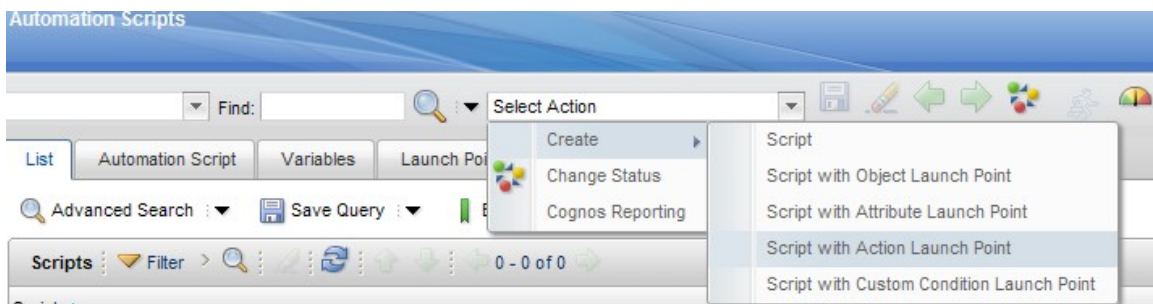 Automation Scripts
Find:
Select Action
List
Automation Script
Variables
Launch Poi
Create
Change Status
Cognos Reporting
Script
Script with Object Launch Point
Script with Attribute Launch Point
Script with Action Launch Point
Script with Custom Condition Launch Point
Advanced Search
Save Query
Scripts
Filter
0 - 0 of 0